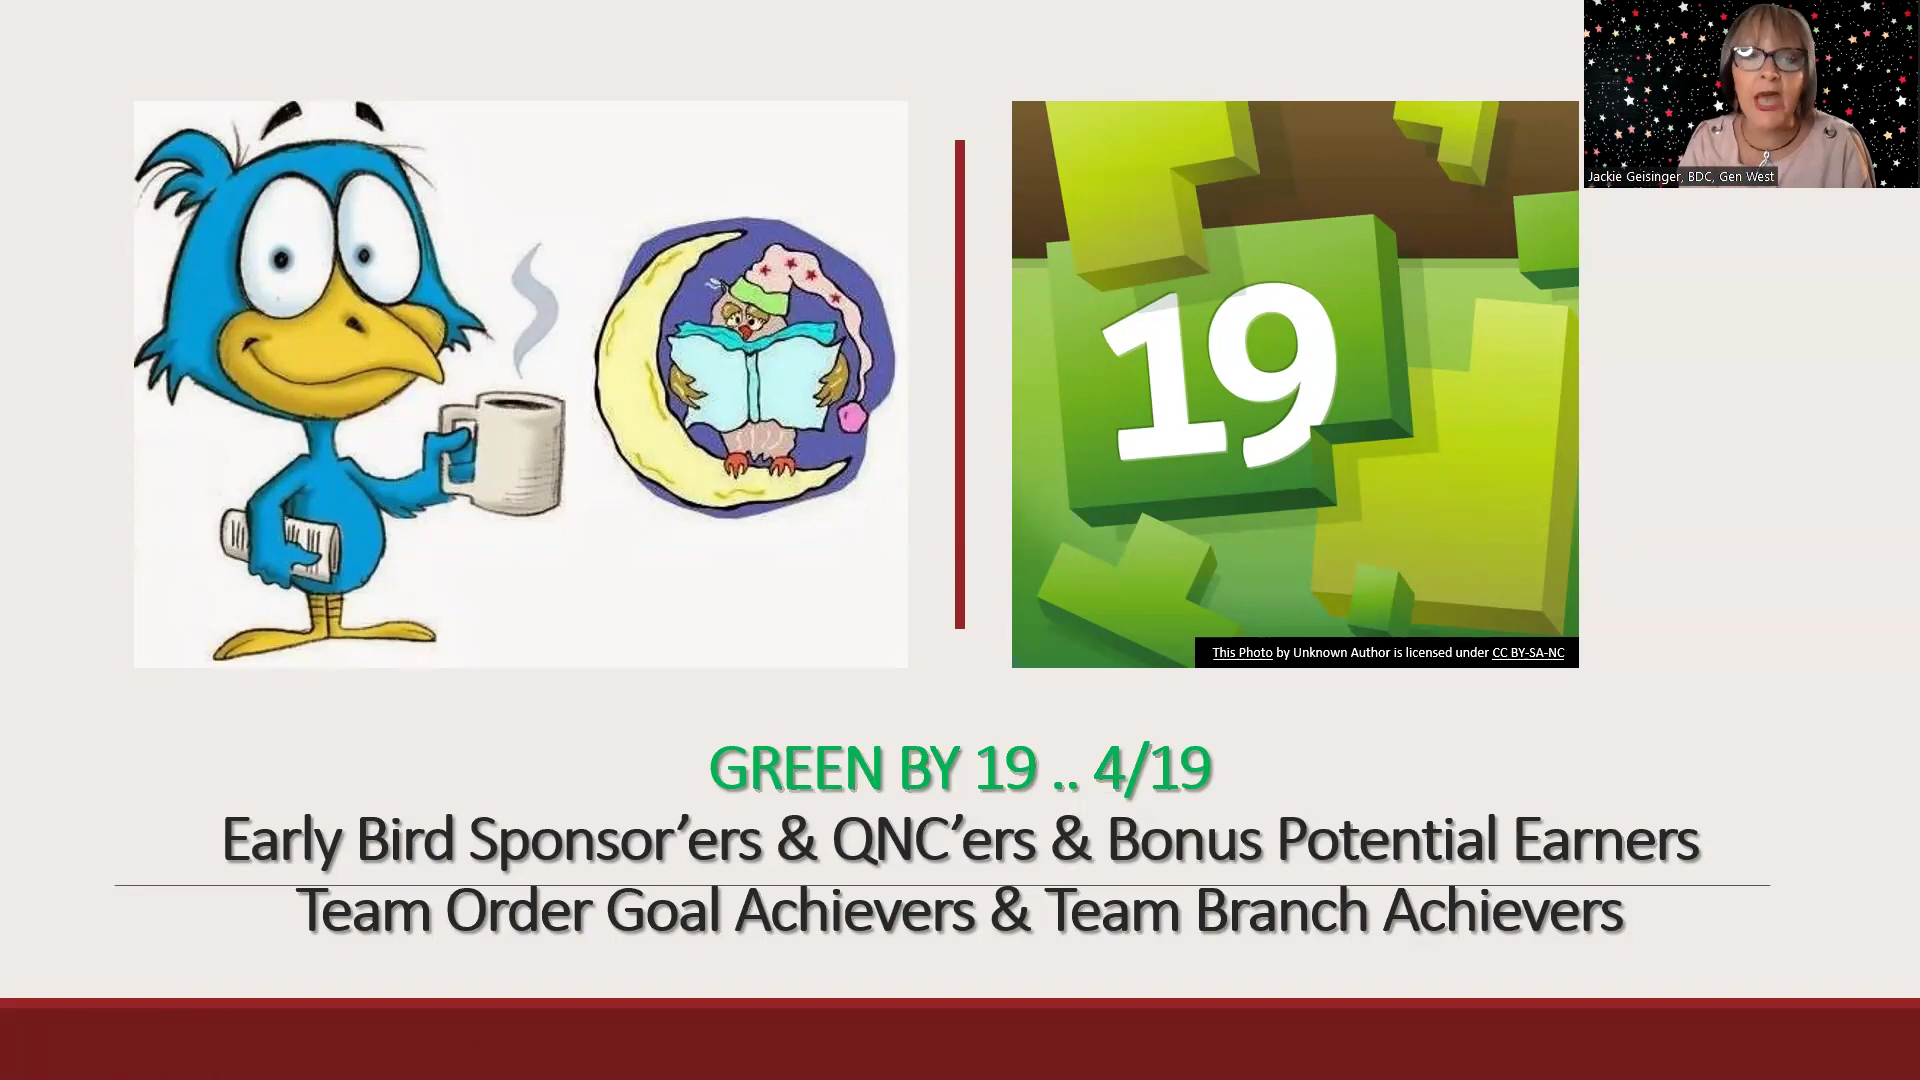 Jackie Geisinger, BDC, Gen West
19
This Photo by Unknown Author is licensed under CC BY-SA-NC
GREEN BY 19 .. 4/19
Early Bird Sponsor’ers & QNC’ers & Bonus Potential Earners
Team Order Goal Achievers & Team Branch Achievers